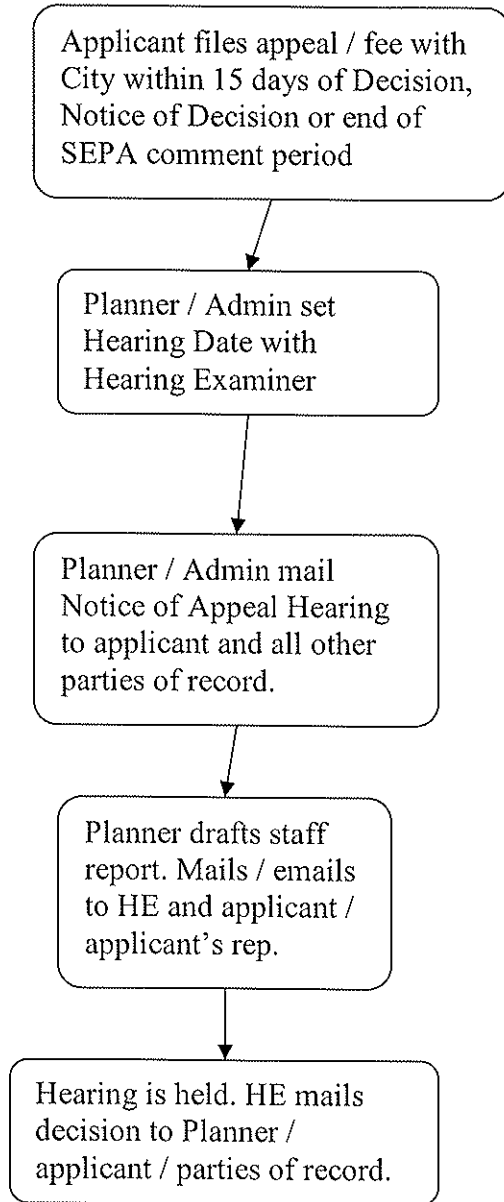 Applicant files appeal / fee with
City within 15 days of Decision,
Notice of Decision or end of
SEPA comment period
Planner / Admin set
Hearing Date with
Hearing Examiner
Planner / Admin mail
Notice of Appeal Hearing
to applicant and all other
parties of record.
Planner drafts staff
report. Mails / emails
to HE and applicant /
applicant's rep.
Hearing is held. HE mails
decision to Planner /
applicant / parties of record.